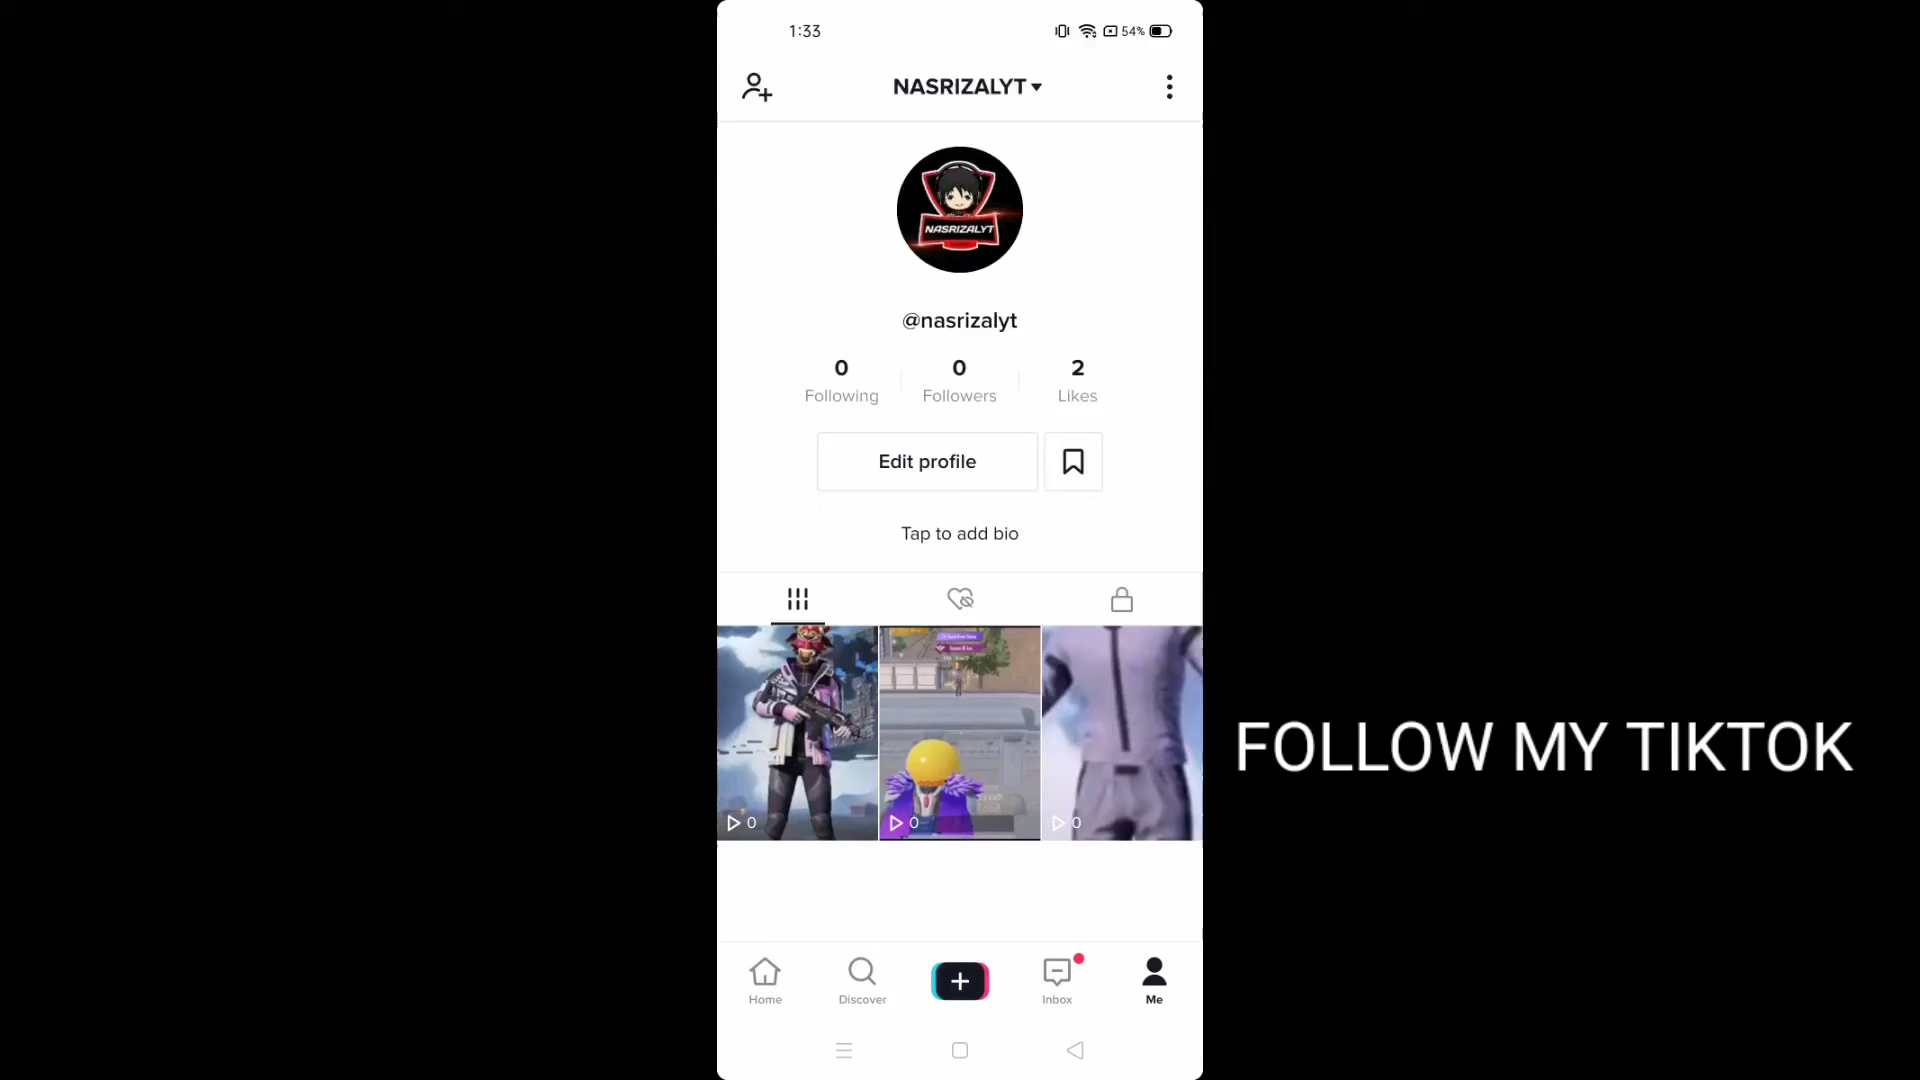 1:33
54%
NASRIZALYT
NASRIZALYT
@nasrizalyt
0
0
2
Following
Followers
Likes
Edit profile
Tap to add bio
0
0
0
FOLLOW MY TIKTOK
Home
Discover
Inbox
Me